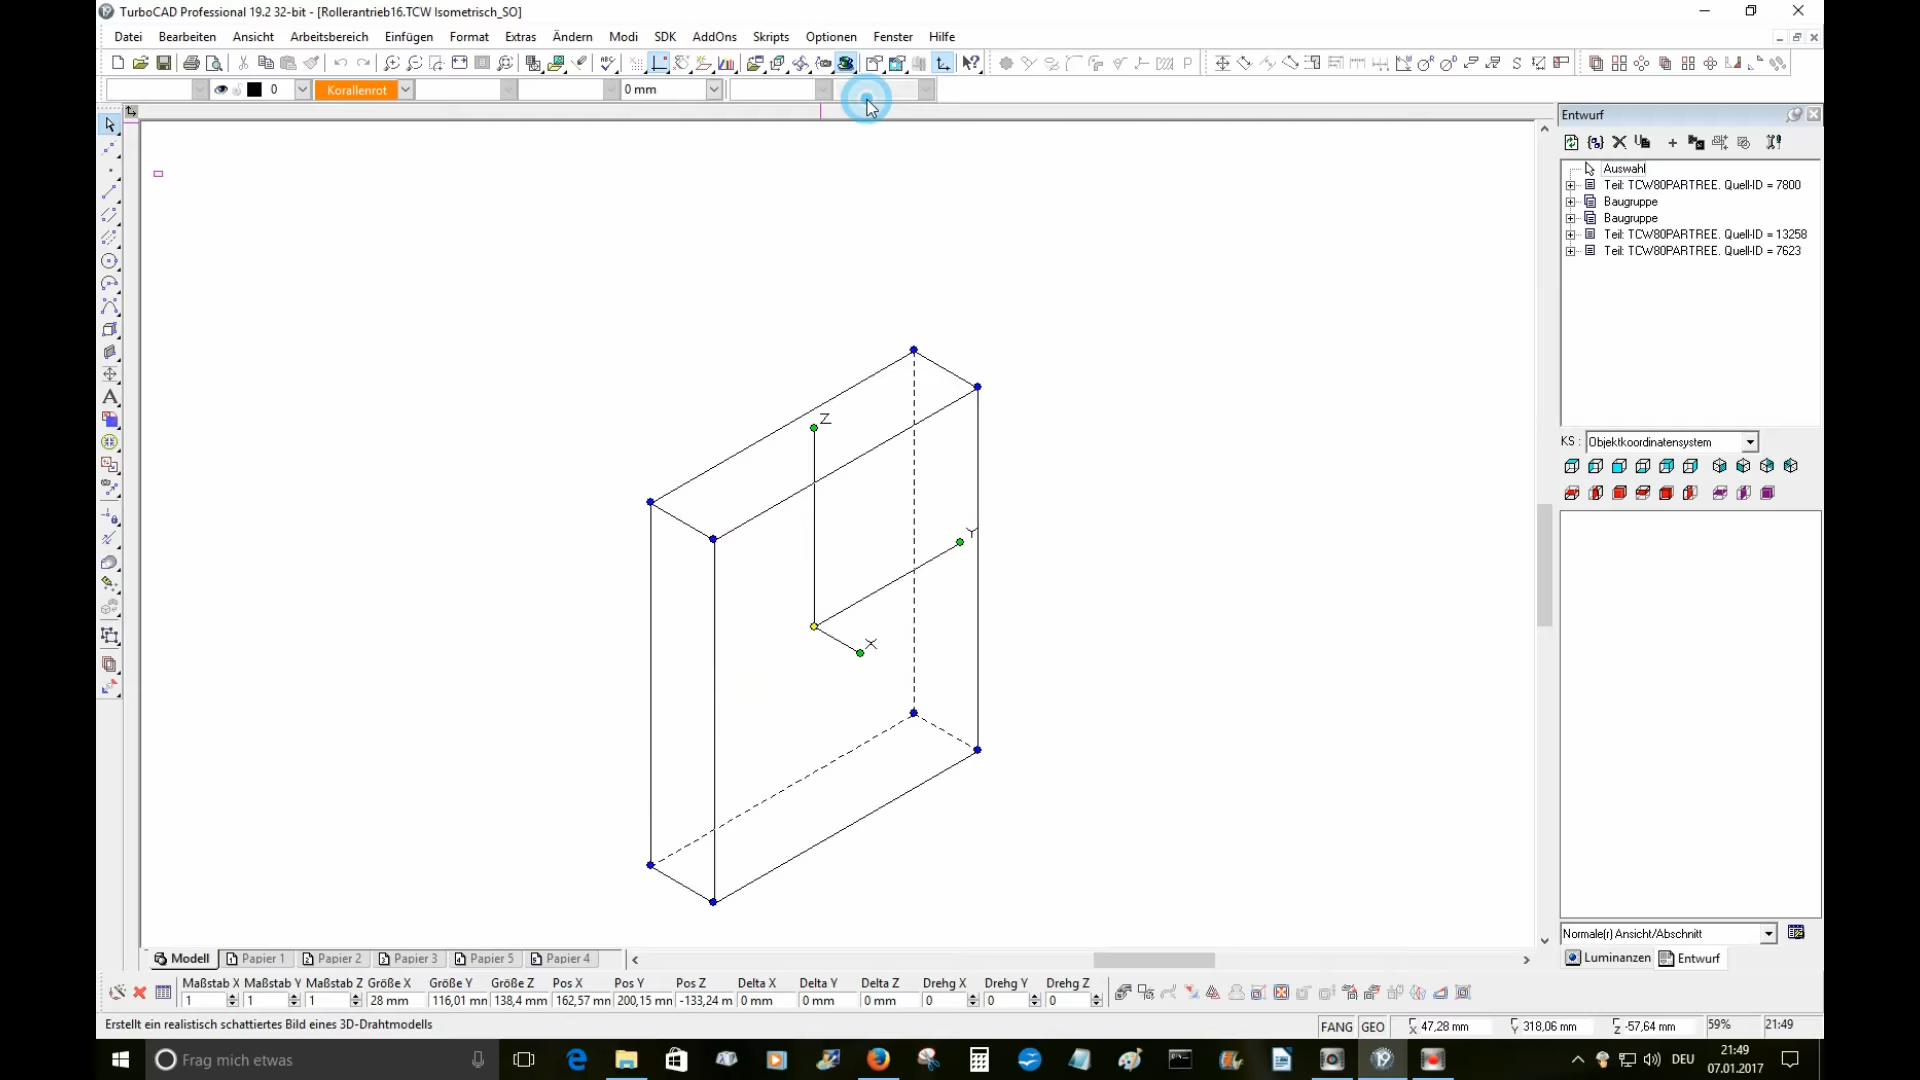 TurboCAD Professional 19.2 32-bit - [Rollerantrieb16.TCW Isometrisch_SO]
Datei Bearbeiten Ansicht Arbeitsbereich Einfügen Format Extras Ändern Modi SDK AddOns Skripts Optionen Fenster Hilfe
0 Korallenrot 0 mm
Entwurf
Auswahl
Teil: TCW80PARTREE. Quell-ID = 7800
Baugruppe
Baugruppe
Teil: TCW80PARTREE. Quell-ID = 13258
Teil: TCW80PARTREE. Quell-ID = 7623
Z
Y
X
KS : Objektkoordinatensystem
Normale(r) Ansicht/Abschnitt
Luminanzen Entwurf
Modell Papier 1 Papier 2 Papier 3 Papier 5 Papier 4
Maßstab X Maßstab Y Maßstab Z Größe X Größe Y Größe Z Pos X Pos Y Pos Z Delta X Delta Y Delta Z Drehg X Drehg Y Drehg Z
1 1 1 28 mm 116,01 mm 138,4 mm 162,57 mm 200,15 mm -133,24 m 0 mm 0 mm 0 mm 0 0 0
Erstellt ein realistisch schattiertes Bild eines 3D-Drahtmodells
FANG GEO X 47,28 mm Y 318,06 mm Z -57,64 mm 59% 21:49
Frag mich etwas
DEU
21:49
07.01.2017